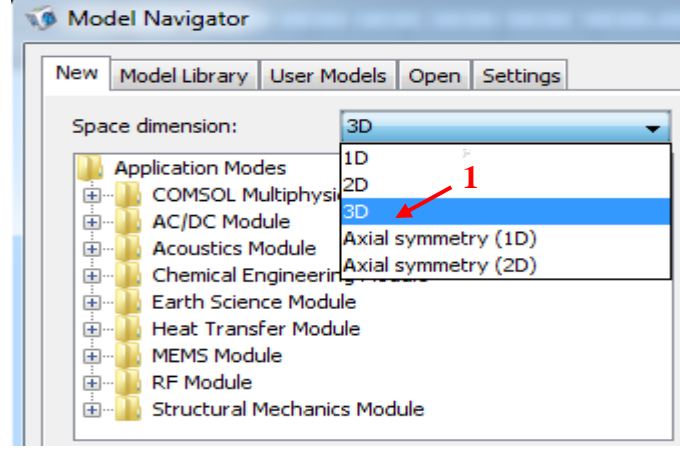 Model Navigator
New Model Library User Models Open Settings
Space dimension: 3D
Application Modes
COMSOL Multiphysi
AC/DC Module
Acoustics Module
Chemical Engineering Module
Earth Science Module
Heat Transfer Module
MEMS Module
RF Module
Structural Mechanics Module
1D
2D
3D
Axial symmetry (1D)
Axial symmetry (2D)
1